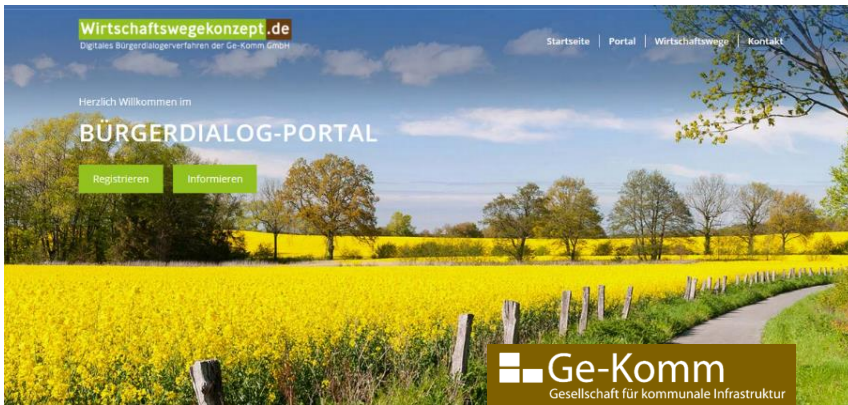 Wirtschaftswegekonzept.de
Digitales Bürgerdialogerverfahren der Ge-Komm GmbH
Startseite | Portal | Wirtschaftswege | Kontakt
Herzlich Willkommen im
BÜRGERDIALOG-PORTAL
Registrieren Informieren
Ge-Komm
Gesellschaft für kommunale Infrastruktur